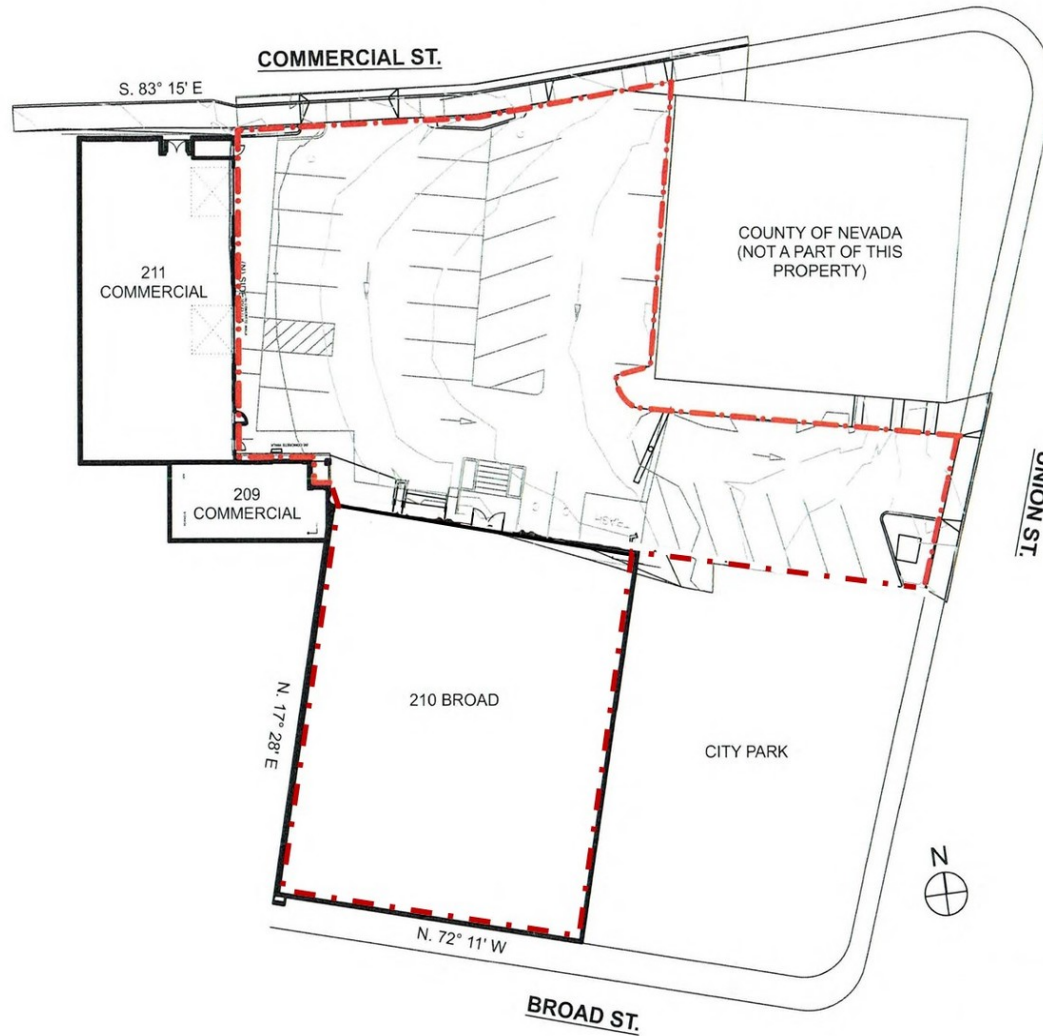 COMMERCIAL ST.
S. 83° 15' E
COUNTY OF NEVADA
(NOT A PART OF THIS
PROPERTY)
211
COMMERCIAL
UNION ST.
209
COMMERCIAL
TRASH
210 BROAD
N. 17° 28' E
CITY PARK
N
N. 72° 11' W
BROAD ST.